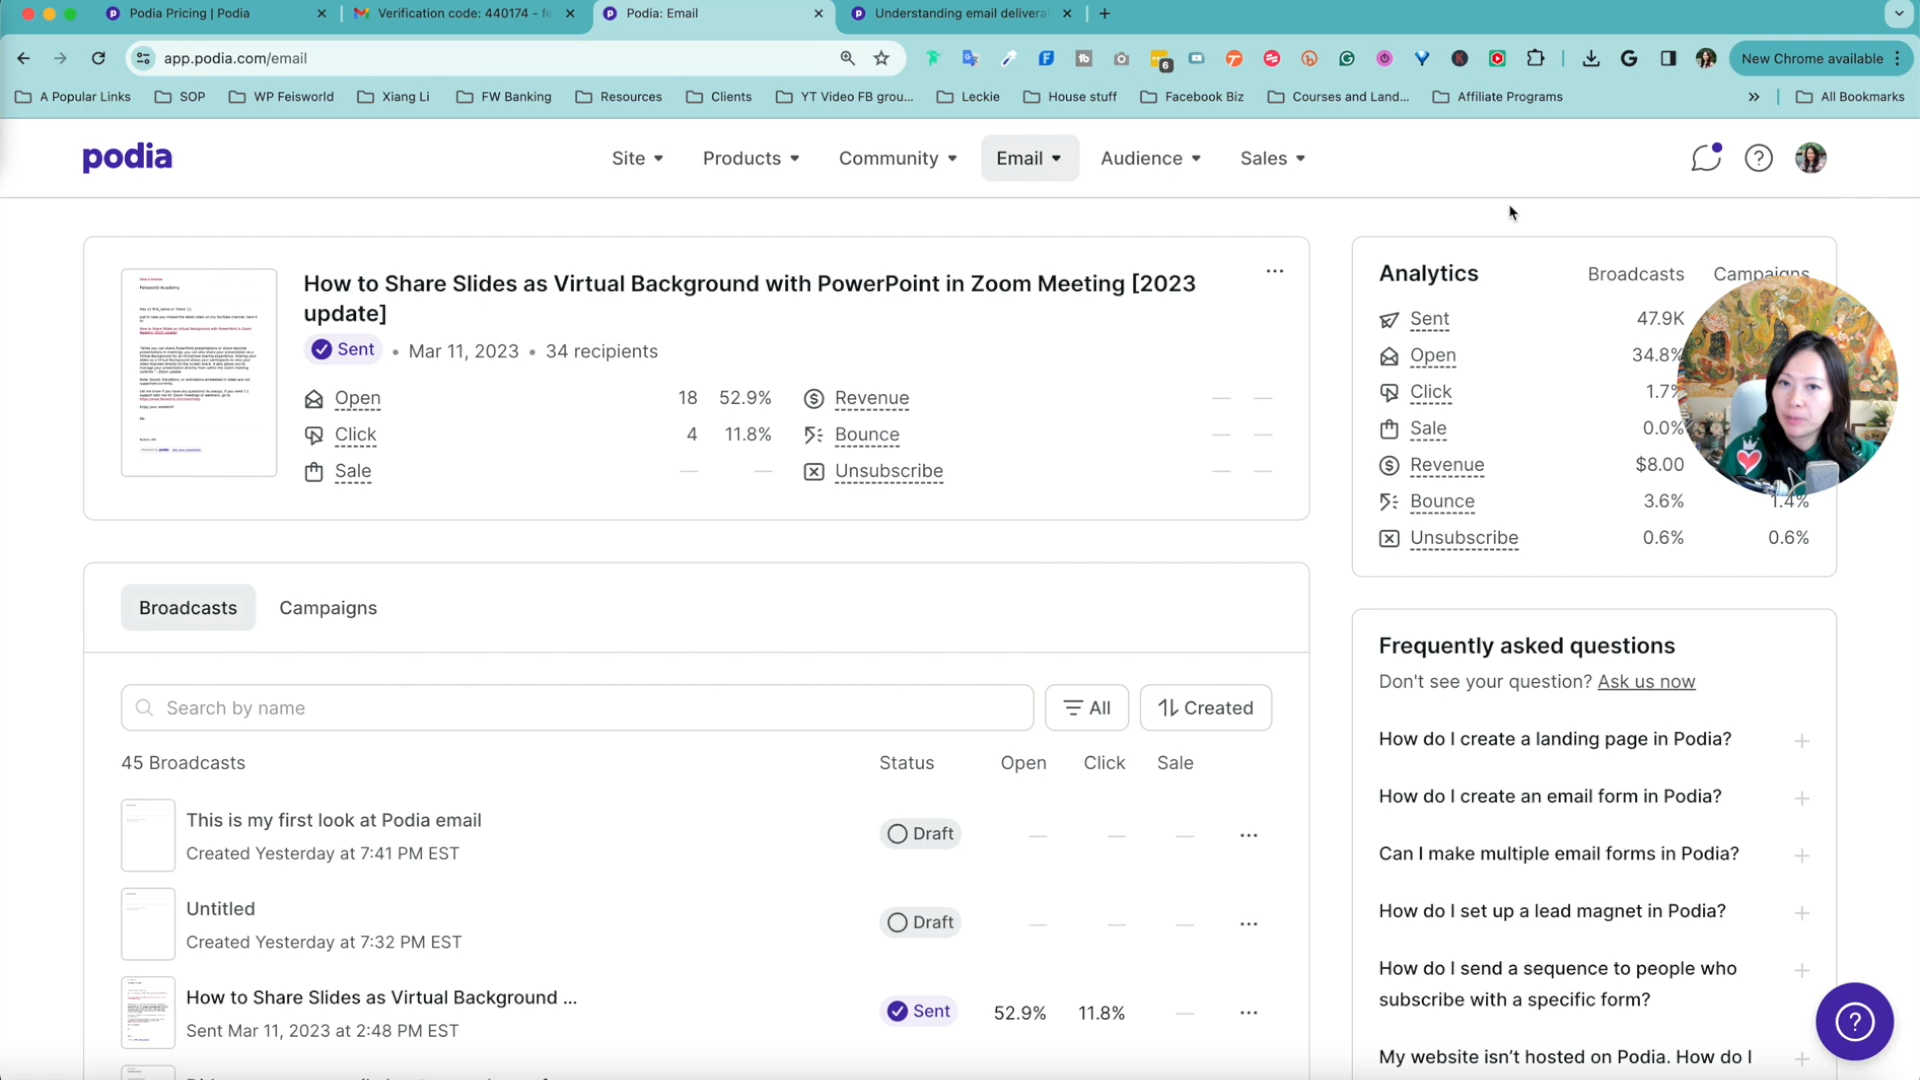 Podia Pricing | Podia
Verification code: 440174 - fe
Podia: Email
Understanding email delivera
app.podia.com/email
6
New Chrome available
A Popular Links
SOP
WP Feisworld
Xiang Li
FW Banking
Resources
Clients
YT Video FB grou...
Leckie
House stuff
Facebook Biz
Courses and Land...
Affiliate Programs
All Bookmarks
podia
Site
Products
Community
Email
Audience
Sales
How to Share Slides as Virtual Background with PowerPoint in Zoom Meeting [2023
update]
Sent • Mar 11, 2023 • 34 recipients
Open 18 52.9% Revenue — —
Click 4 11.8% Bounce — —
Sale — — Unsubscribe — —
Analytics Broadcasts Campaigns
Sent 47.9K
Open 34.8%
Click 1.7%
Sale 0.0%
Revenue $8.00
Bounce 3.6% 1.4%
Unsubscribe 0.6% 0.6%
Broadcasts Campaigns
Search by name
All
Created
45 Broadcasts Status Open Click Sale
This is my first look at Podia email
Created Yesterday at 7:41 PM EST
Draft — — —
Untitled
Created Yesterday at 7:32 PM EST
Draft — — —
How to Share Slides as Virtual Background ...
Sent Mar 11, 2023 at 2:48 PM EST
Sent 52.9% 11.8% —
Frequently asked questions
Don't see your question? Ask us now
How do I create a landing page in Podia?
How do I create an email form in Podia?
Can I make multiple email forms in Podia?
How do I set up a lead magnet in Podia?
How do I send a sequence to people who
subscribe with a specific form?
My website isn't hosted on Podia. How do I